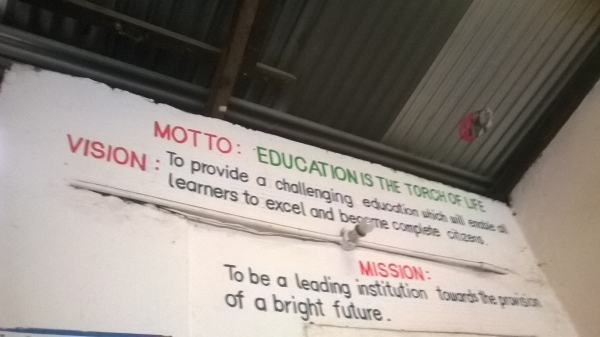 MOTTO: EDUCATION IS THE TORCH OF LIFE
VISION: To provide a challenging education which will enable all
learners to excel and become complete citizens.
MISSION:
To be a leading institution towards the provision
of a bright future.